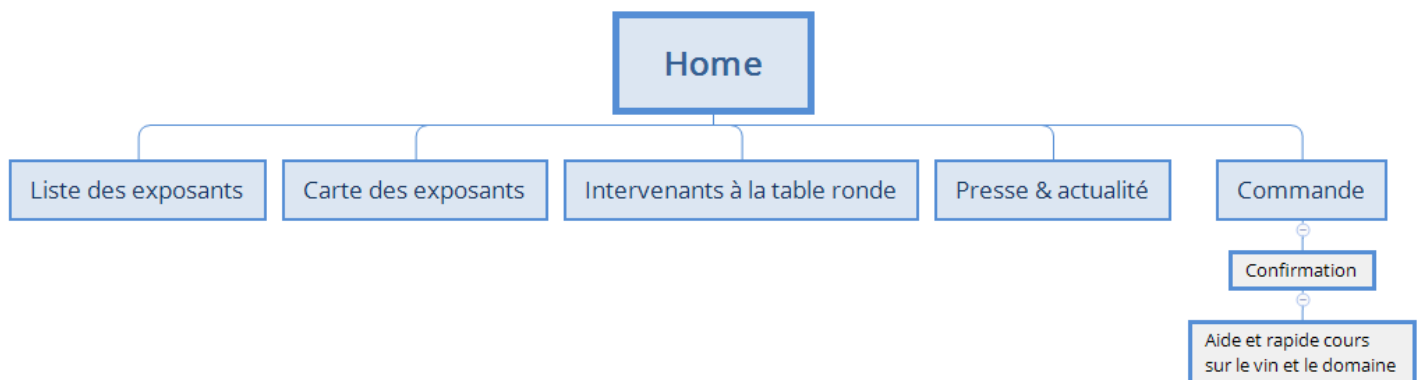 Home
Liste des exposants
Carte des exposants
Intervenants à la table ronde
Presse & actualité
Commande
Confirmation
Aide et rapide cours
sur le vin et le domaine